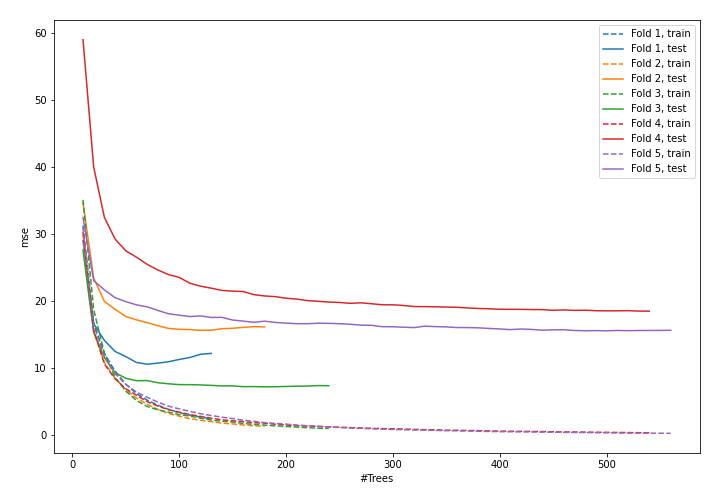 60
50
40
30
20
10
0
mse
0 100 200 300 400 500
#Trees
Fold 1, train
Fold 1, test
Fold 2, train
Fold 2, test
Fold 3, train
Fold 3, test
Fold 4, train
Fold 4, test
Fold 5, train
Fold 5, test